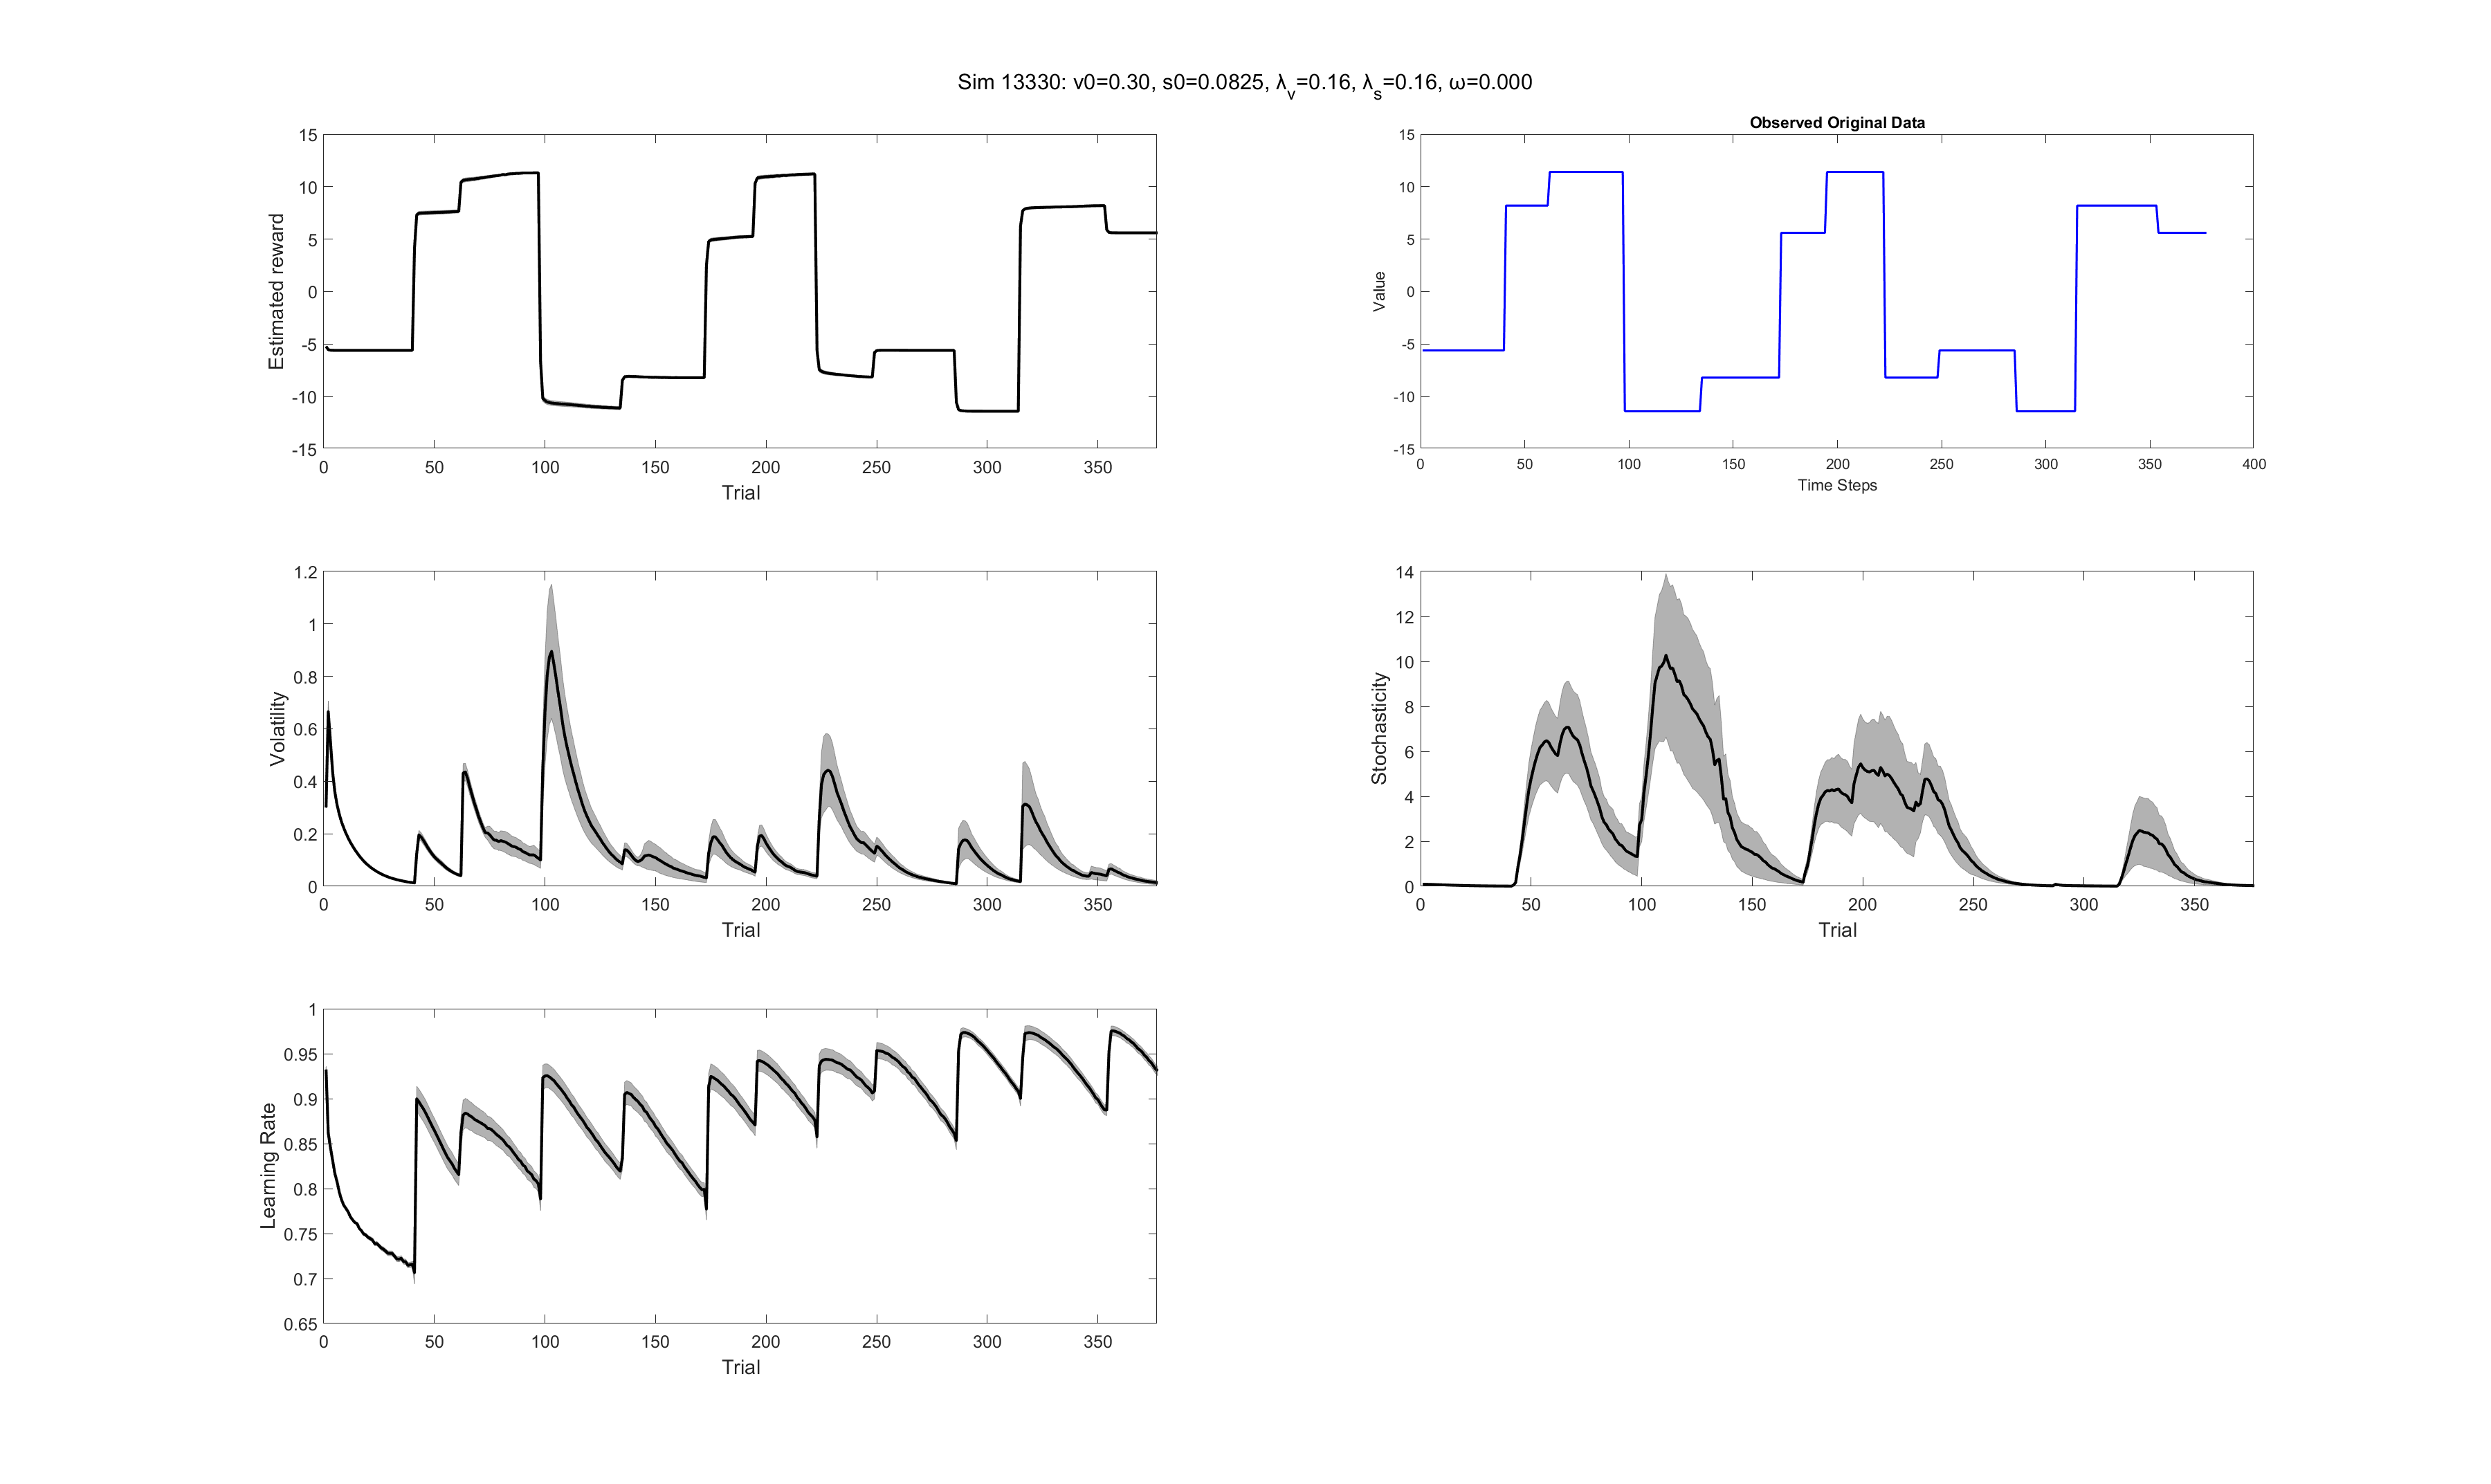 Sim 13330: v0=0.30, s0=0.0825, λv=0.16, λs=0.16, ω=0.000
15
10
5
0
-5
-10
-15
Estimated reward
0 50 100 150 200 250 300 350
Trial
Observed Original Data
15
10
5
0
-5
-10
-15
Value
0 50 100 150 200 250 300 350 400
Time Steps
1.2
1
0.8
0.6
0.4
0.2
0
Volatility
0 50 100 150 200 250 300 350
Trial
14
12
10
8
6
4
2
0
Stochasticity
0 50 100 150 200 250 300 350
Trial
1
0.95
0.9
0.85
0.8
0.75
0.7
0.65
Learning Rate
0 50 100 150 200 250 300 350
Trial